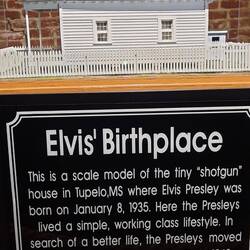 Elvis' Birthplace
This is a scale model of the tiny "shotgun"
house in Tupelo,MS where Elvis Presley was
born on January 8, 1935. Here the Presleys
lived a simple, working class lifestyle. In
search of a better life, the Presleys moved